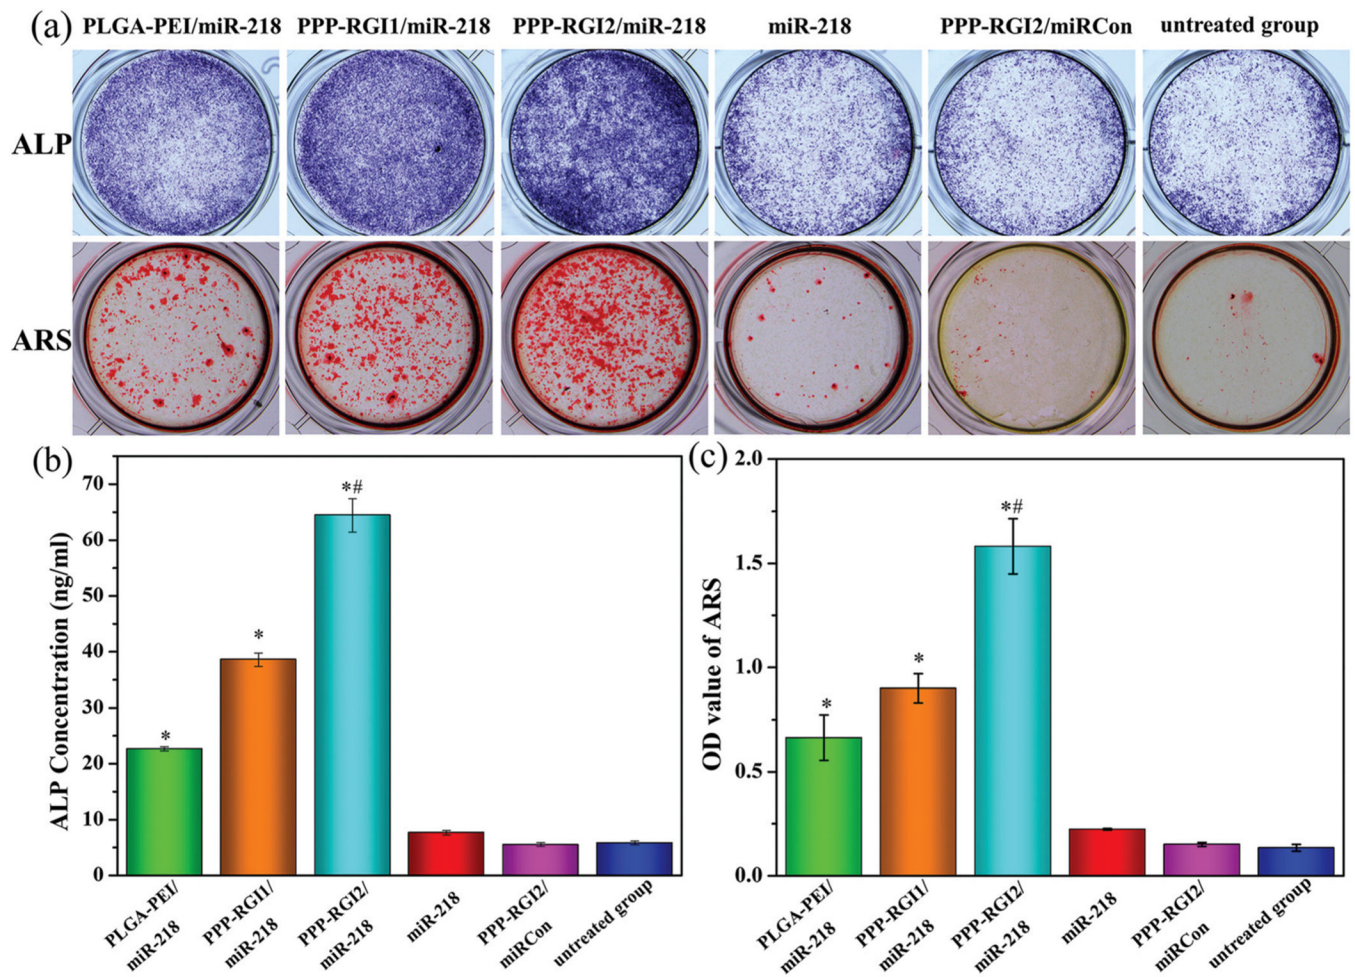 (a)
PLGA-PEI/miR-218 PPP-RGI1/miR-218 PPP-RGI2/miR-218 miR-218 PPP-RGI2/miRCon untreated group
ALP
ARS
(b)
ALP Concentration (ng/ml)
70
60
50
40
30
20
10
0
*
*
*#
PLGA-PEI/
miR-218
PPP-RGI1/
miR-218
PPP-RGI2/
miR-218
miR-218
PPP-RGI2/
miRCon
untreated group
(c)
OD value of ARS
2.0
1.5
1.0
0.5
0.0
*
*
*#
PLGA-PEI/
miR-218
PPP-RGI1/
miR-218
PPP-RGI2/
miR-218
miR-218
PPP-RGI2/
miRCon
untreated group